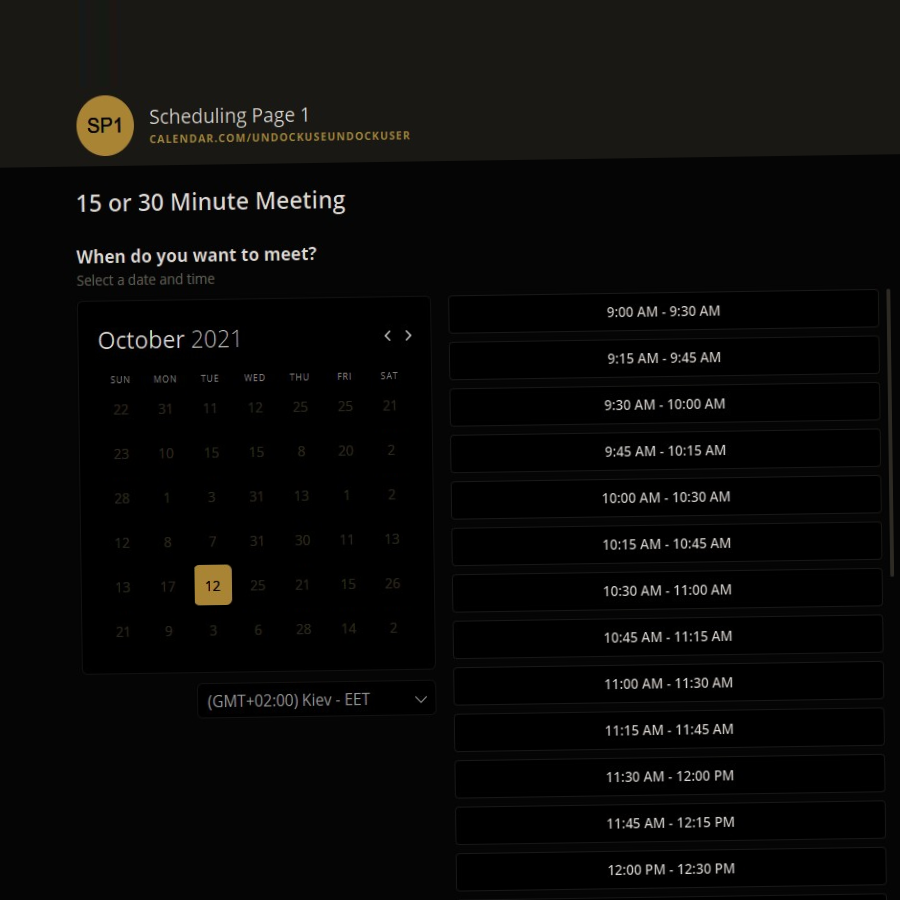 SP1
Scheduling Page 1
CALENDAR.COM/UNDOCKUSEUNDOCKUSER
15 or 30 Minute Meeting
When do you want to meet?
Select a date and time
October 2021
SUN MON TUE WED THU FRI SAT
22 31 11 12 25 25 21
23 10 15 15 8 20 2
28 1 3 31 13 1 2
12 8 7 31 30 11 13
13 17 12 25 21 15 26
21 9 3 6 28 14 2
(GMT+02:00) Kiev - EET
9:00 AM - 9:30 AM
9:15 AM - 9:45 AM
9:30 AM - 10:00 AM
9:45 AM - 10:15 AM
10:00 AM - 10:30 AM
10:15 AM - 10:45 AM
10:30 AM - 11:00 AM
10:45 AM - 11:15 AM
11:00 AM - 11:30 AM
11:15 AM - 11:45 AM
11:30 AM - 12:00 PM
11:45 AM - 12:15 PM
12:00 PM - 12:30 PM